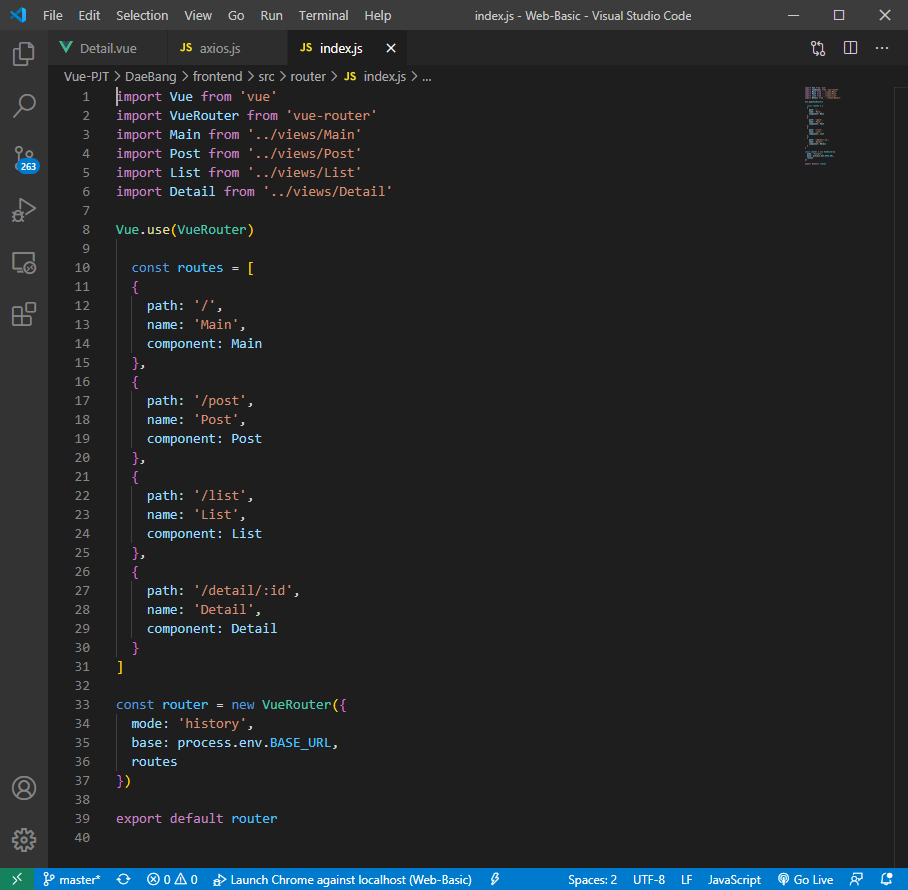 File Edit Selection View Go Run Terminal Help index.js - Web-Basic - Visual Studio Code
Detail.vue JS axios.js JS index.js
Vue-PJT > DaeBang > frontend > src > router > JS index.js > ...
263
1 import Vue from 'vue'
2 import VueRouter from 'vue-router'
3 import Main from '../views/Main'
4 import Post from '../views/Post'
5 import List from '../views/List'
6 import Detail from '../views/Detail'
7
8 Vue.use(VueRouter)
9
10   const routes = [
11   {
12     path: '/',
13     name: 'Main',
14     component: Main
15   },
16   {
17     path: '/post',
18     name: 'Post',
19     component: Post
20   },
21   {
22     path: '/list',
23     name: 'List',
24     component: List
25   },
26   {
27     path: '/detail/:id',
28     name: 'Detail',
29     component: Detail
30   }
31 ]
32
33 const router = new VueRouter({
34   mode: 'history',
35   base: process.env.BASE_URL,
36   routes
37 })
38
39 export default router
40
master* 0 0 Launch Chrome against localhost (Web-Basic) Spaces: 2 UTF-8 LF JavaScript Go Live